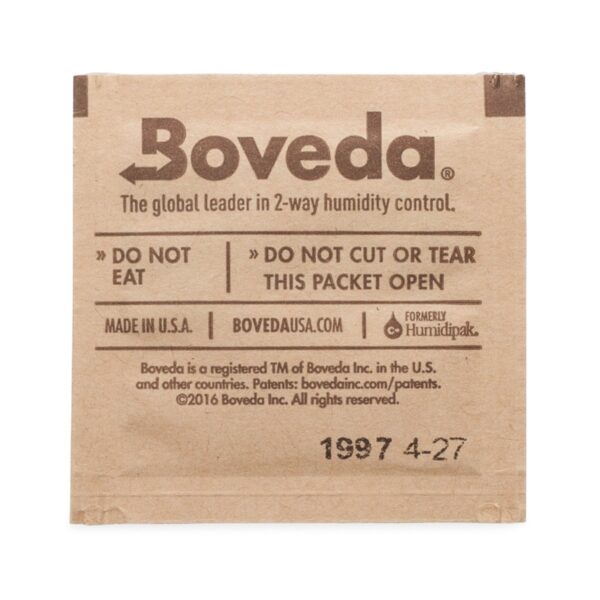 Boveda®
The global leader in 2-way humidity control.
» DO NOT EAT
» DO NOT CUT OR TEAR
THIS PACKET OPEN
MADE IN U.S.A. | BOVEDAUSA.COM | FORMERLY Humidipak.
Boveda is a registered TM of Boveda Inc. in the U.S.
and other countries. Patents: bovedainc.com/patents.
©2016 Boveda Inc. All rights reserved.
1997 4-27